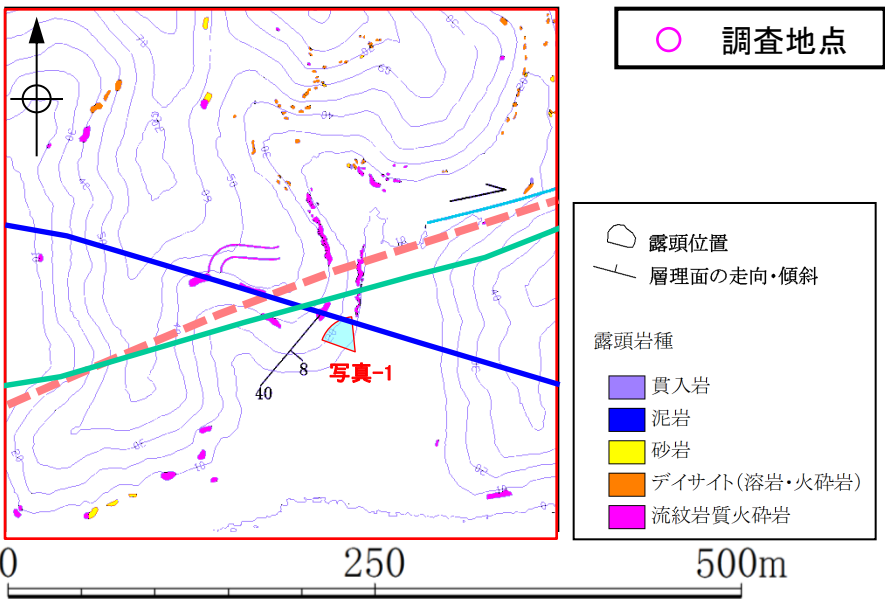 調査地点
露頭位置
層理面の走向・傾斜
露頭岩種
貫入岩
泥岩
砂岩
デイサイト(溶岩・火砕岩)
流紋岩質火砕岩
8
写真-1
40
0 250 500m